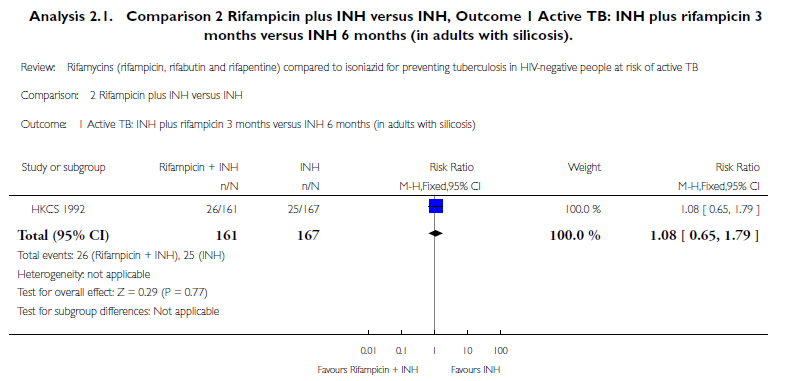 Analysis 2.1. Comparison 2 Rifampicin plus INH versus INH, Outcome 1 Active TB: INH plus rifampicin 3
months versus INH 6 months (in adults with silicosis).
Review: Rifamycins (rifampicin, rifabutin and rifapentine) compared to isoniazid for preventing tuberculosis in HIV-negative people at risk of active TB
Comparison: 2 Rifampicin plus INH versus INH
Outcome: 1 Active TB: INH plus rifampicin 3 months versus INH 6 months (in adults with silicosis)
Study or subgroup Rifampicin + INH INH Risk Ratio Weight Risk Ratio
n/N n/N M-H,Fixed,95% CI M-H,Fixed,95% CI
HKCS 1992 26/161 25/167 100.0 % 1.08 [ 0.65, 1.79 ]
Total (95% CI) 161 167 100.0 % 1.08 [ 0.65, 1.79 ]
Total events: 26 (Rifampicin + INH), 25 (INH)
Heterogeneity: not applicable
Test for overall effect: Z = 0.29 (P = 0.77)
Test for subgroup differences: Not applicable
0.01 0.1 1 10 100
Favours Rifampicin + INH Favours INH